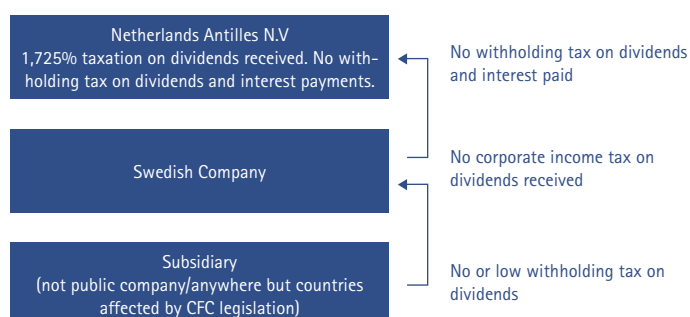 Netherlands Antilles N.V
1,725% taxation on dividends received. No with-
holding tax on dividends and interest payments.
No withholding tax on dividends
and interest paid
Swedish Company
No corporate income tax on
dividends received
Subsidiary
(not public company/anywhere but countries
affected by CFC legislation)
No or low withholding tax on
dividends